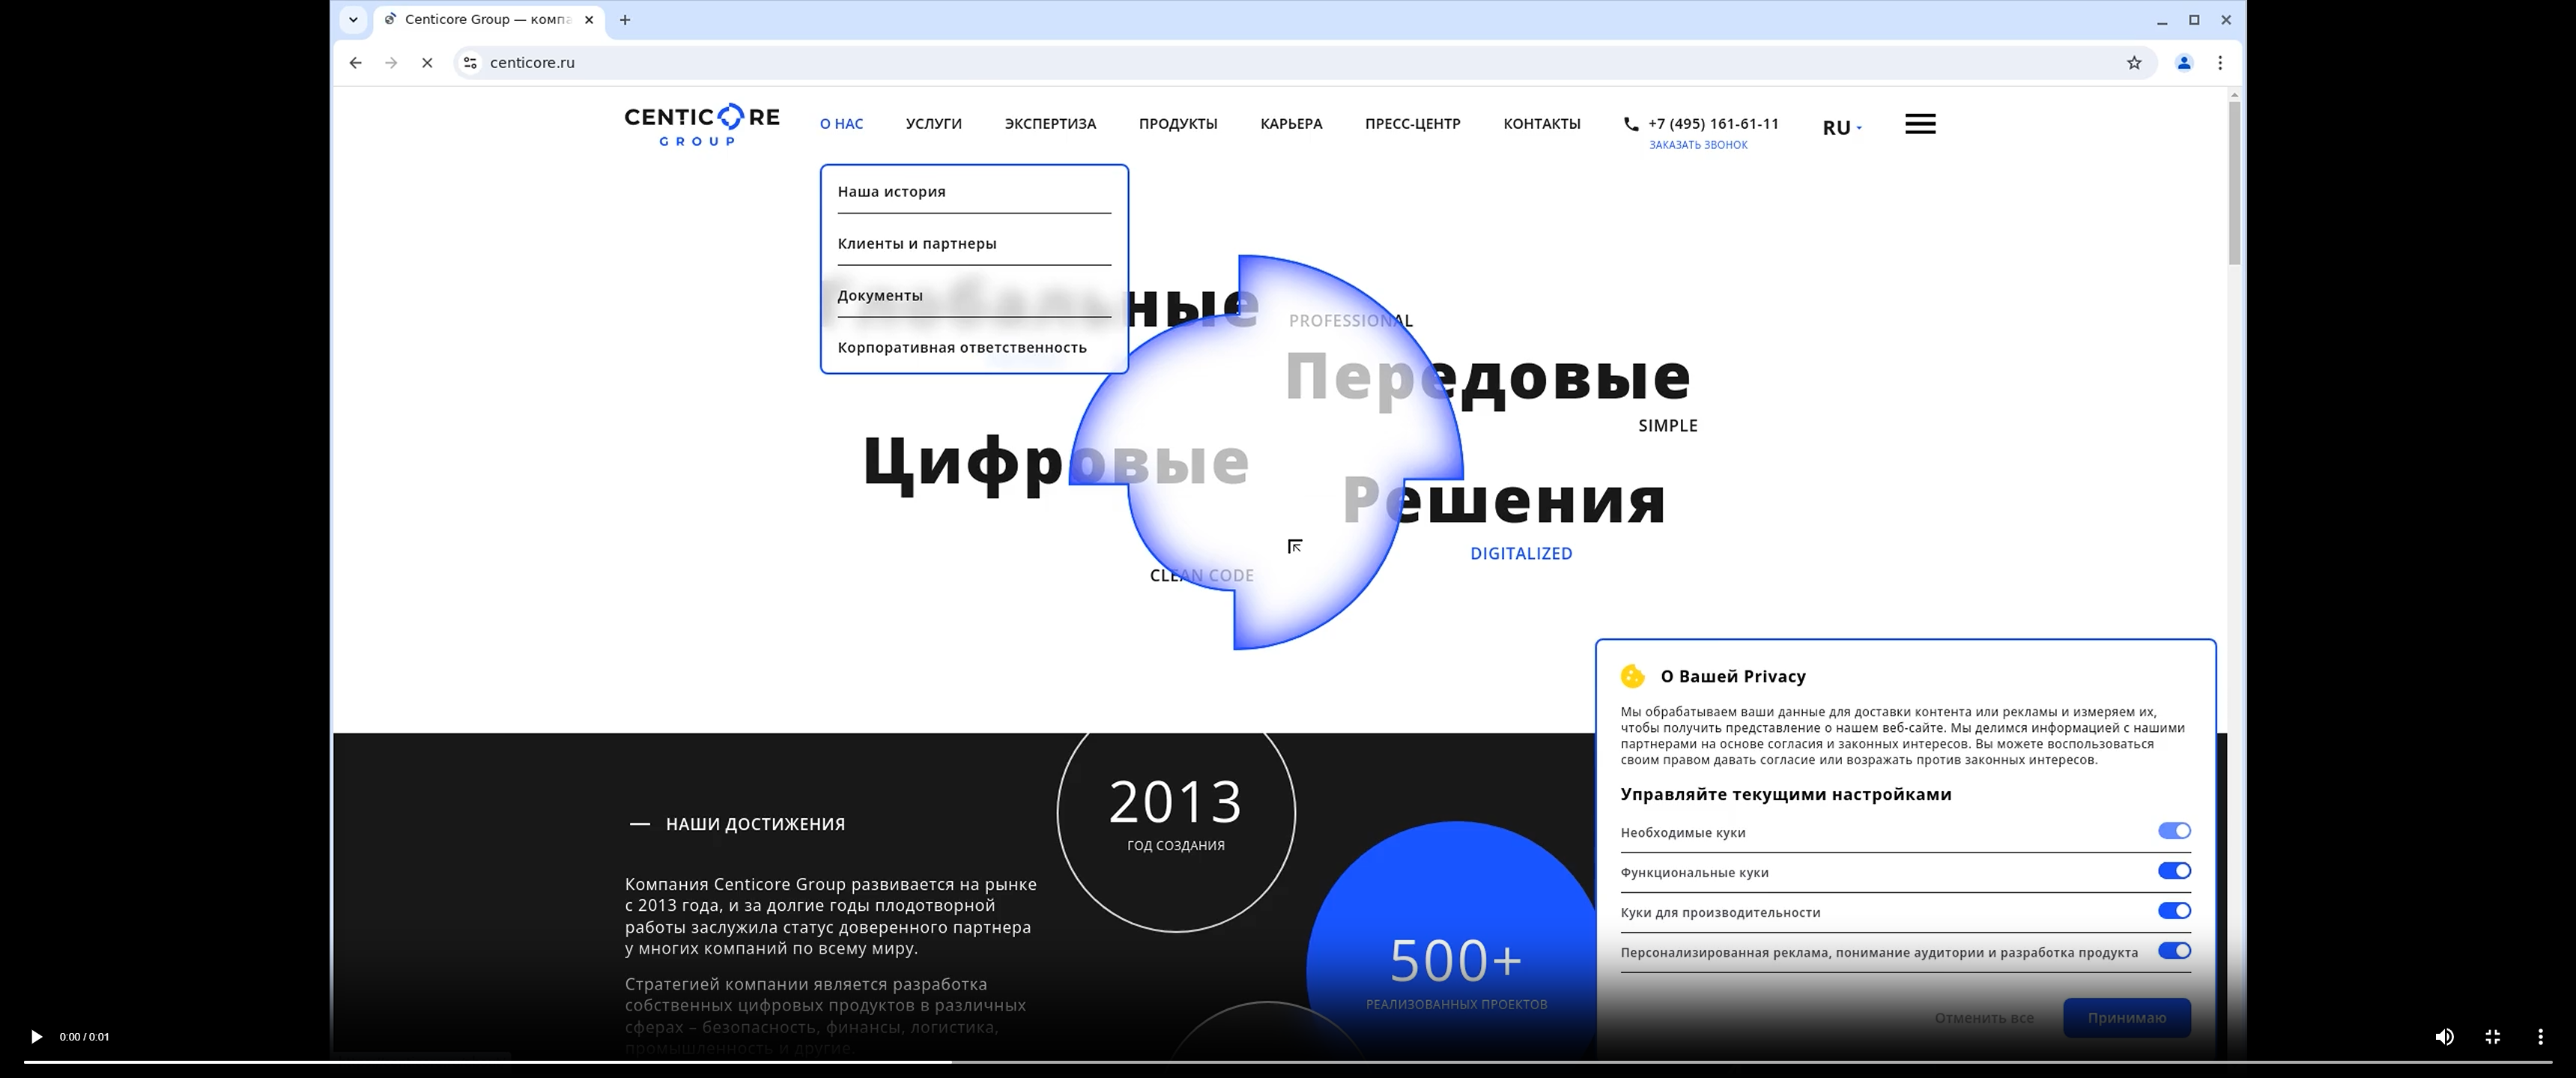 Centicore Group — компа
centicore.ru
CENTICORE
GROUP
О НАС
УСЛУГИ
ЭКСПЕРТИЗА
ПРОДУКТЫ
КАРЬЕРА
ПРЕСС-ЦЕНТР
КОНТАКТЫ
+7 (495) 161-61-11
ЗАКАЗАТЬ ЗВОНОК
RU
Наша история
Клиенты и партнеры
Документы
Корпоративная ответственность
Глобальные
PROFESSIONAL
Передовые
SIMPLE
Цифровые
Решения
DIGITALIZED
CLEAN CODE
НАШИ ДОСТИЖЕНИЯ
Компания Centicore Group развивается на рынке
с 2013 года, и за долгие годы плодотворной
работы заслужила статус доверенного партнера
у многих компаний по всему миру.
Стратегией компании является разработка
собственных цифровых продуктов в различных
сферах – безопасность, финансы, логистика,
промышленность и другие.
2013
ГОД СОЗДАНИЯ
500+
РЕАЛИЗОВАННЫХ ПРОЕКТОВ
О Вашей Privacy
Мы обрабатываем ваши данные для доставки контента или рекламы и измеряем их,
чтобы получить представление о нашем веб-сайте. Мы делимся информацией с нашими
партнерами на основе согласия и законных интересов. Вы можете воспользоваться
своим правом давать согласие или возражать против законных интересов.
Управляйте текущими настройками
Необходимые куки
Функциональные куки
Куки для производительности
Персонализированная реклама, понимание аудитории и разработка продукта
Отменить все
Принимаю
0:00 / 0:01